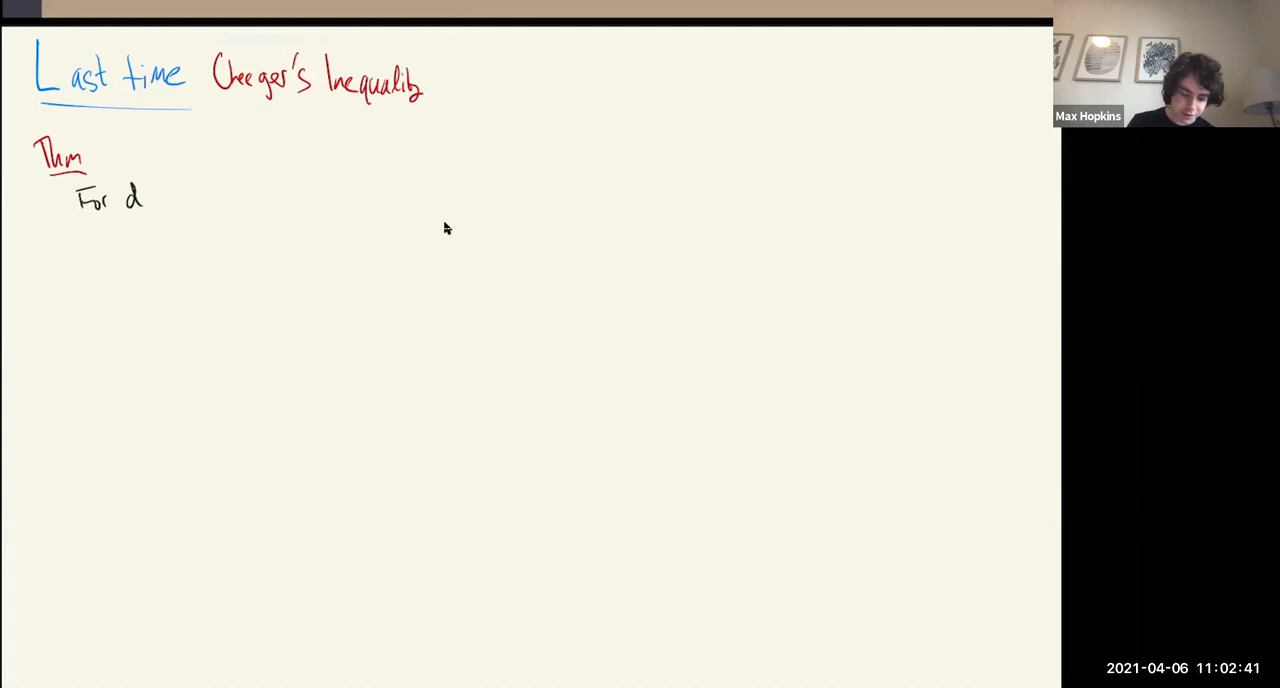 Last time Cheeger's Inequality
Thm
For d
Max Hopkins
2021-04-06 11:02:41